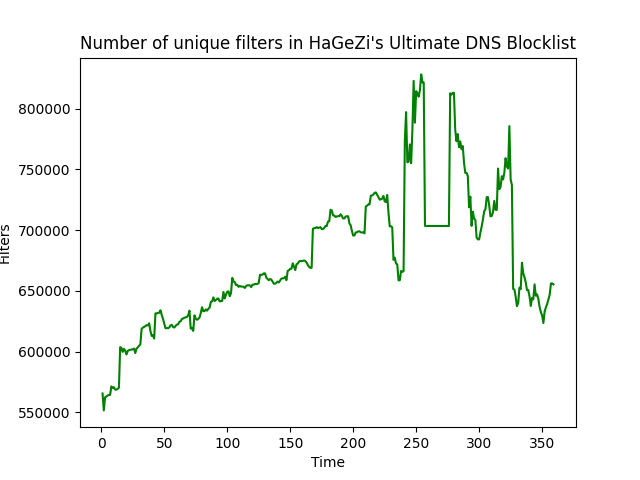 Number of unique filters in HaGeZi's Ultimate DNS Blocklist
800000
750000
700000
650000
600000
550000
Filters
0 50 100 150 200 250 300 350
Time